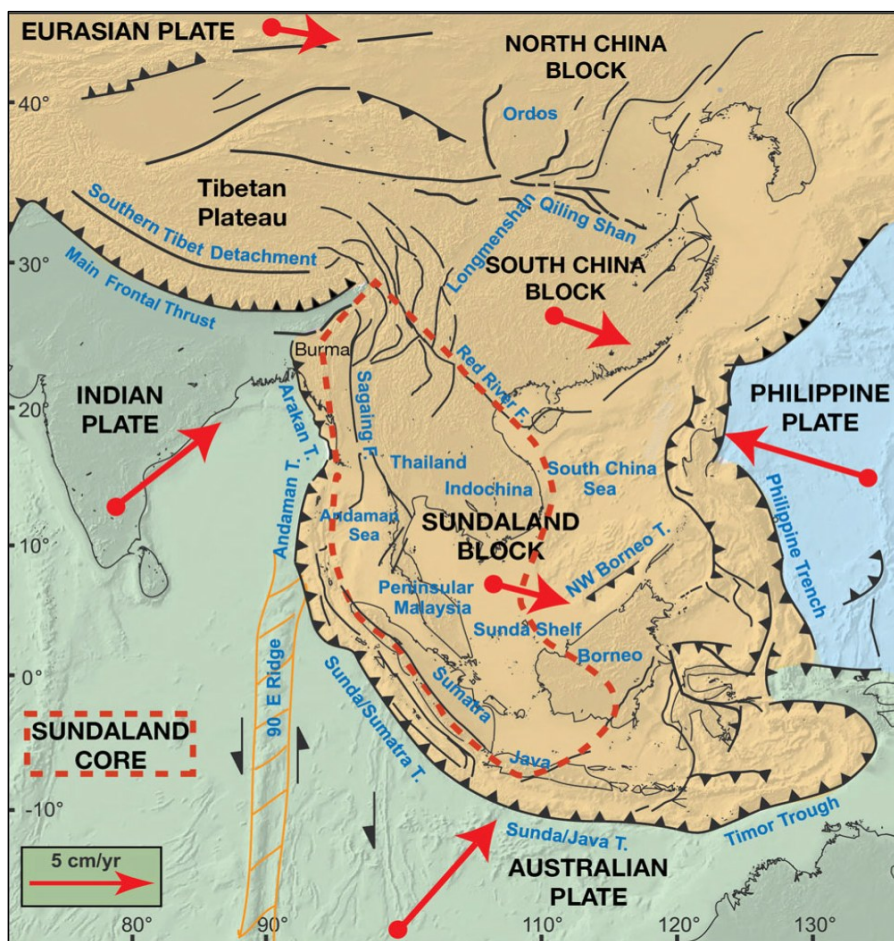 EURASIAN PLATE
NORTH CHINA
BLOCK
40°
Ordos
Tibetan
Plateau
Southern Tibet Detachment
Qiling Shan
Longmenshan
30°
Main Frontal Thrust
SOUTH CHINA
BLOCK
Burma
Red River F.
INDIAN
PLATE
20°
Arakan T.
Sagaing F.
PHILIPPINE
PLATE
Thailand
Indochina
South China
Sea
Andaman T.
Andaman
Sea
SUNDALAND
BLOCK
Philippine Trench
10°
NW Borneo T.
Peninsular
Malaysia
Sunda Shelf
0°
Borneo
90 E Ridge
Sunda/Sumatra T.
Sumatra
SUNDALAND
CORE
Java
-10°
Sunda/Java T.
Timor Trough
5 cm/yr
AUSTRALIAN
PLATE
80°
90°
110°
120°
130°